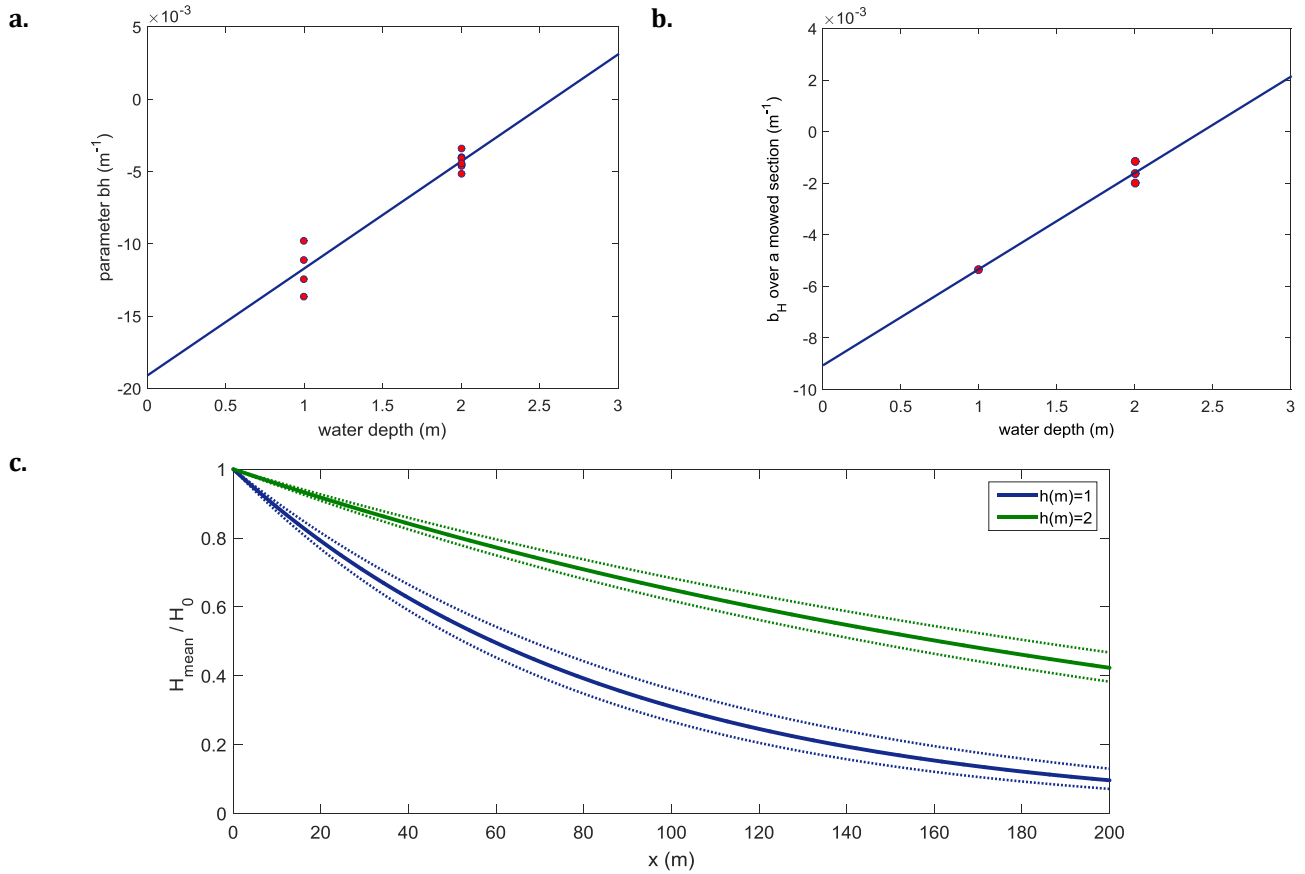 a.
×10⁻³
5
0
-5
-10
-15
-20
parameter bh (m⁻¹)
0 0.5 1 1.5 2 2.5 3
water depth (m)
b.
×10⁻³
4
2
0
-2
-4
-6
-8
-10
b_H over a mowed section (m⁻¹)
0 0.5 1 1.5 2 2.5 3
water depth (m)
c.
1
0.8
0.6
0.4
0.2
0
H_mean / H_0
h(m)=1
h(m)=2
0 20 40 60 80 100 120 140 160 180 200
x (m)